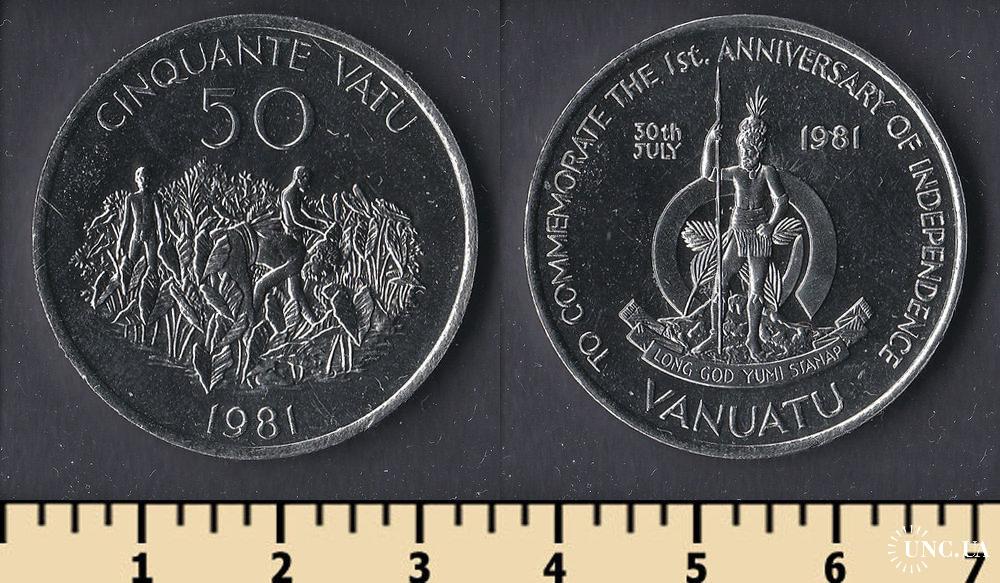 CINQUANTE VATU
50
1981
TO COMMEMORATE THE 1st. ANNIVERSARY OF INDEPENDENCE
30th
JULY
1981
LONG GOD YUMI STANAP
VANUATU
1 2 3 4 5 6 7
UNC.UA